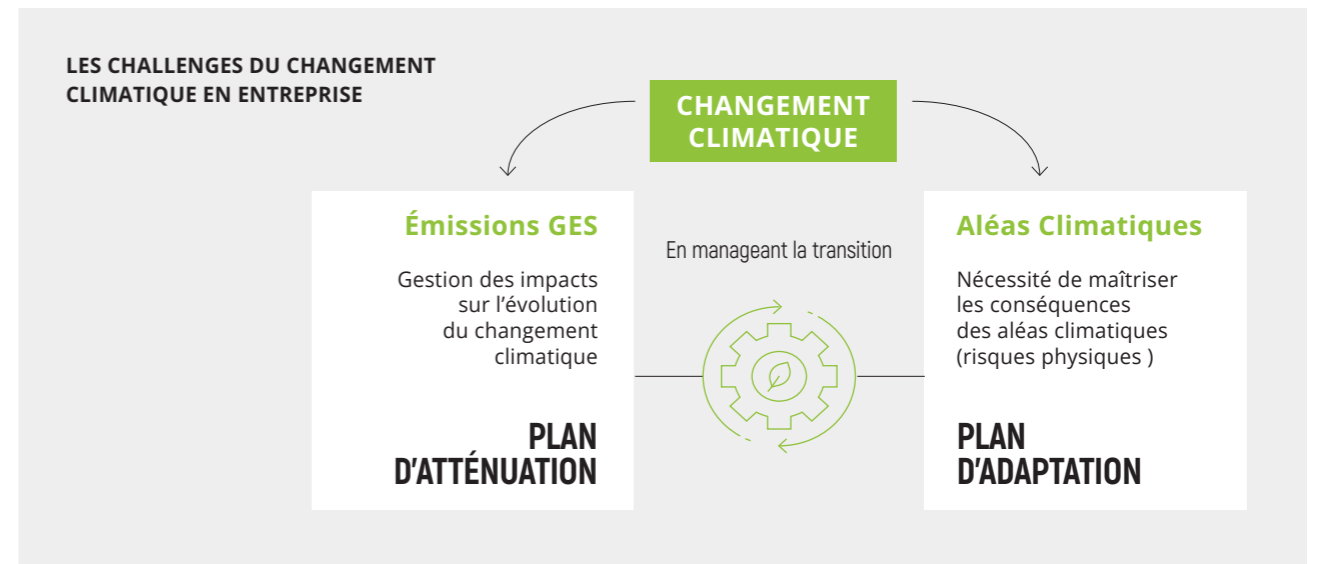 LES CHALLENGES DU CHANGEMENT
CLIMATIQUE EN ENTREPRISE
CHANGEMENT
CLIMATIQUE
Émissions GES
Gestion des impacts
sur l’évolution
du changement
climatique
PLAN
D’ATTÉNUATION
En manageant la transition
Aléas Climatiques
Nécessité de maîtriser
les conséquences
des aléas climatiques
(risques physiques )
PLAN
D’ADAPTATION